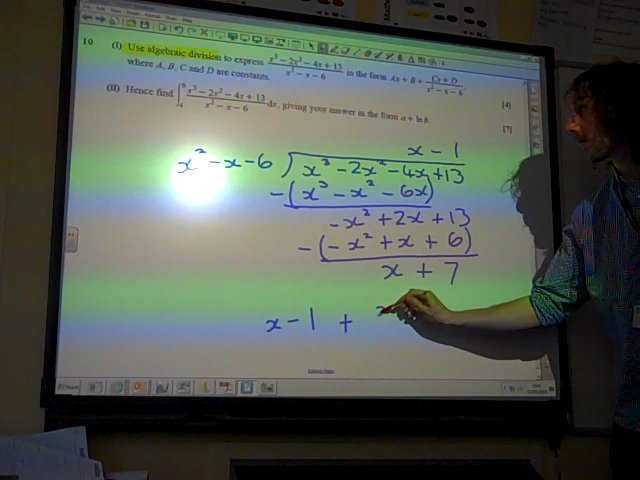 10 (i) Use algebraic division to express (x³ − 2x² − 4x + 13)/(x² − x − 6) in the form Ax + B + (Cx + D)/(x² − x − 6),
where A, B, C and D are constants. [4]
(ii) Hence find ∫ (x³ − 2x² − 4x + 13)/(x² − x − 6) dx, giving your answer in the form a + ln b. [7]
x − 1
x² − x − 6 ) x³ − 2x² − 4x + 13
− (x³ − x² − 6x)
− x² + 2x + 13
− (− x² + x + 6)
x + 7
x − 1 +